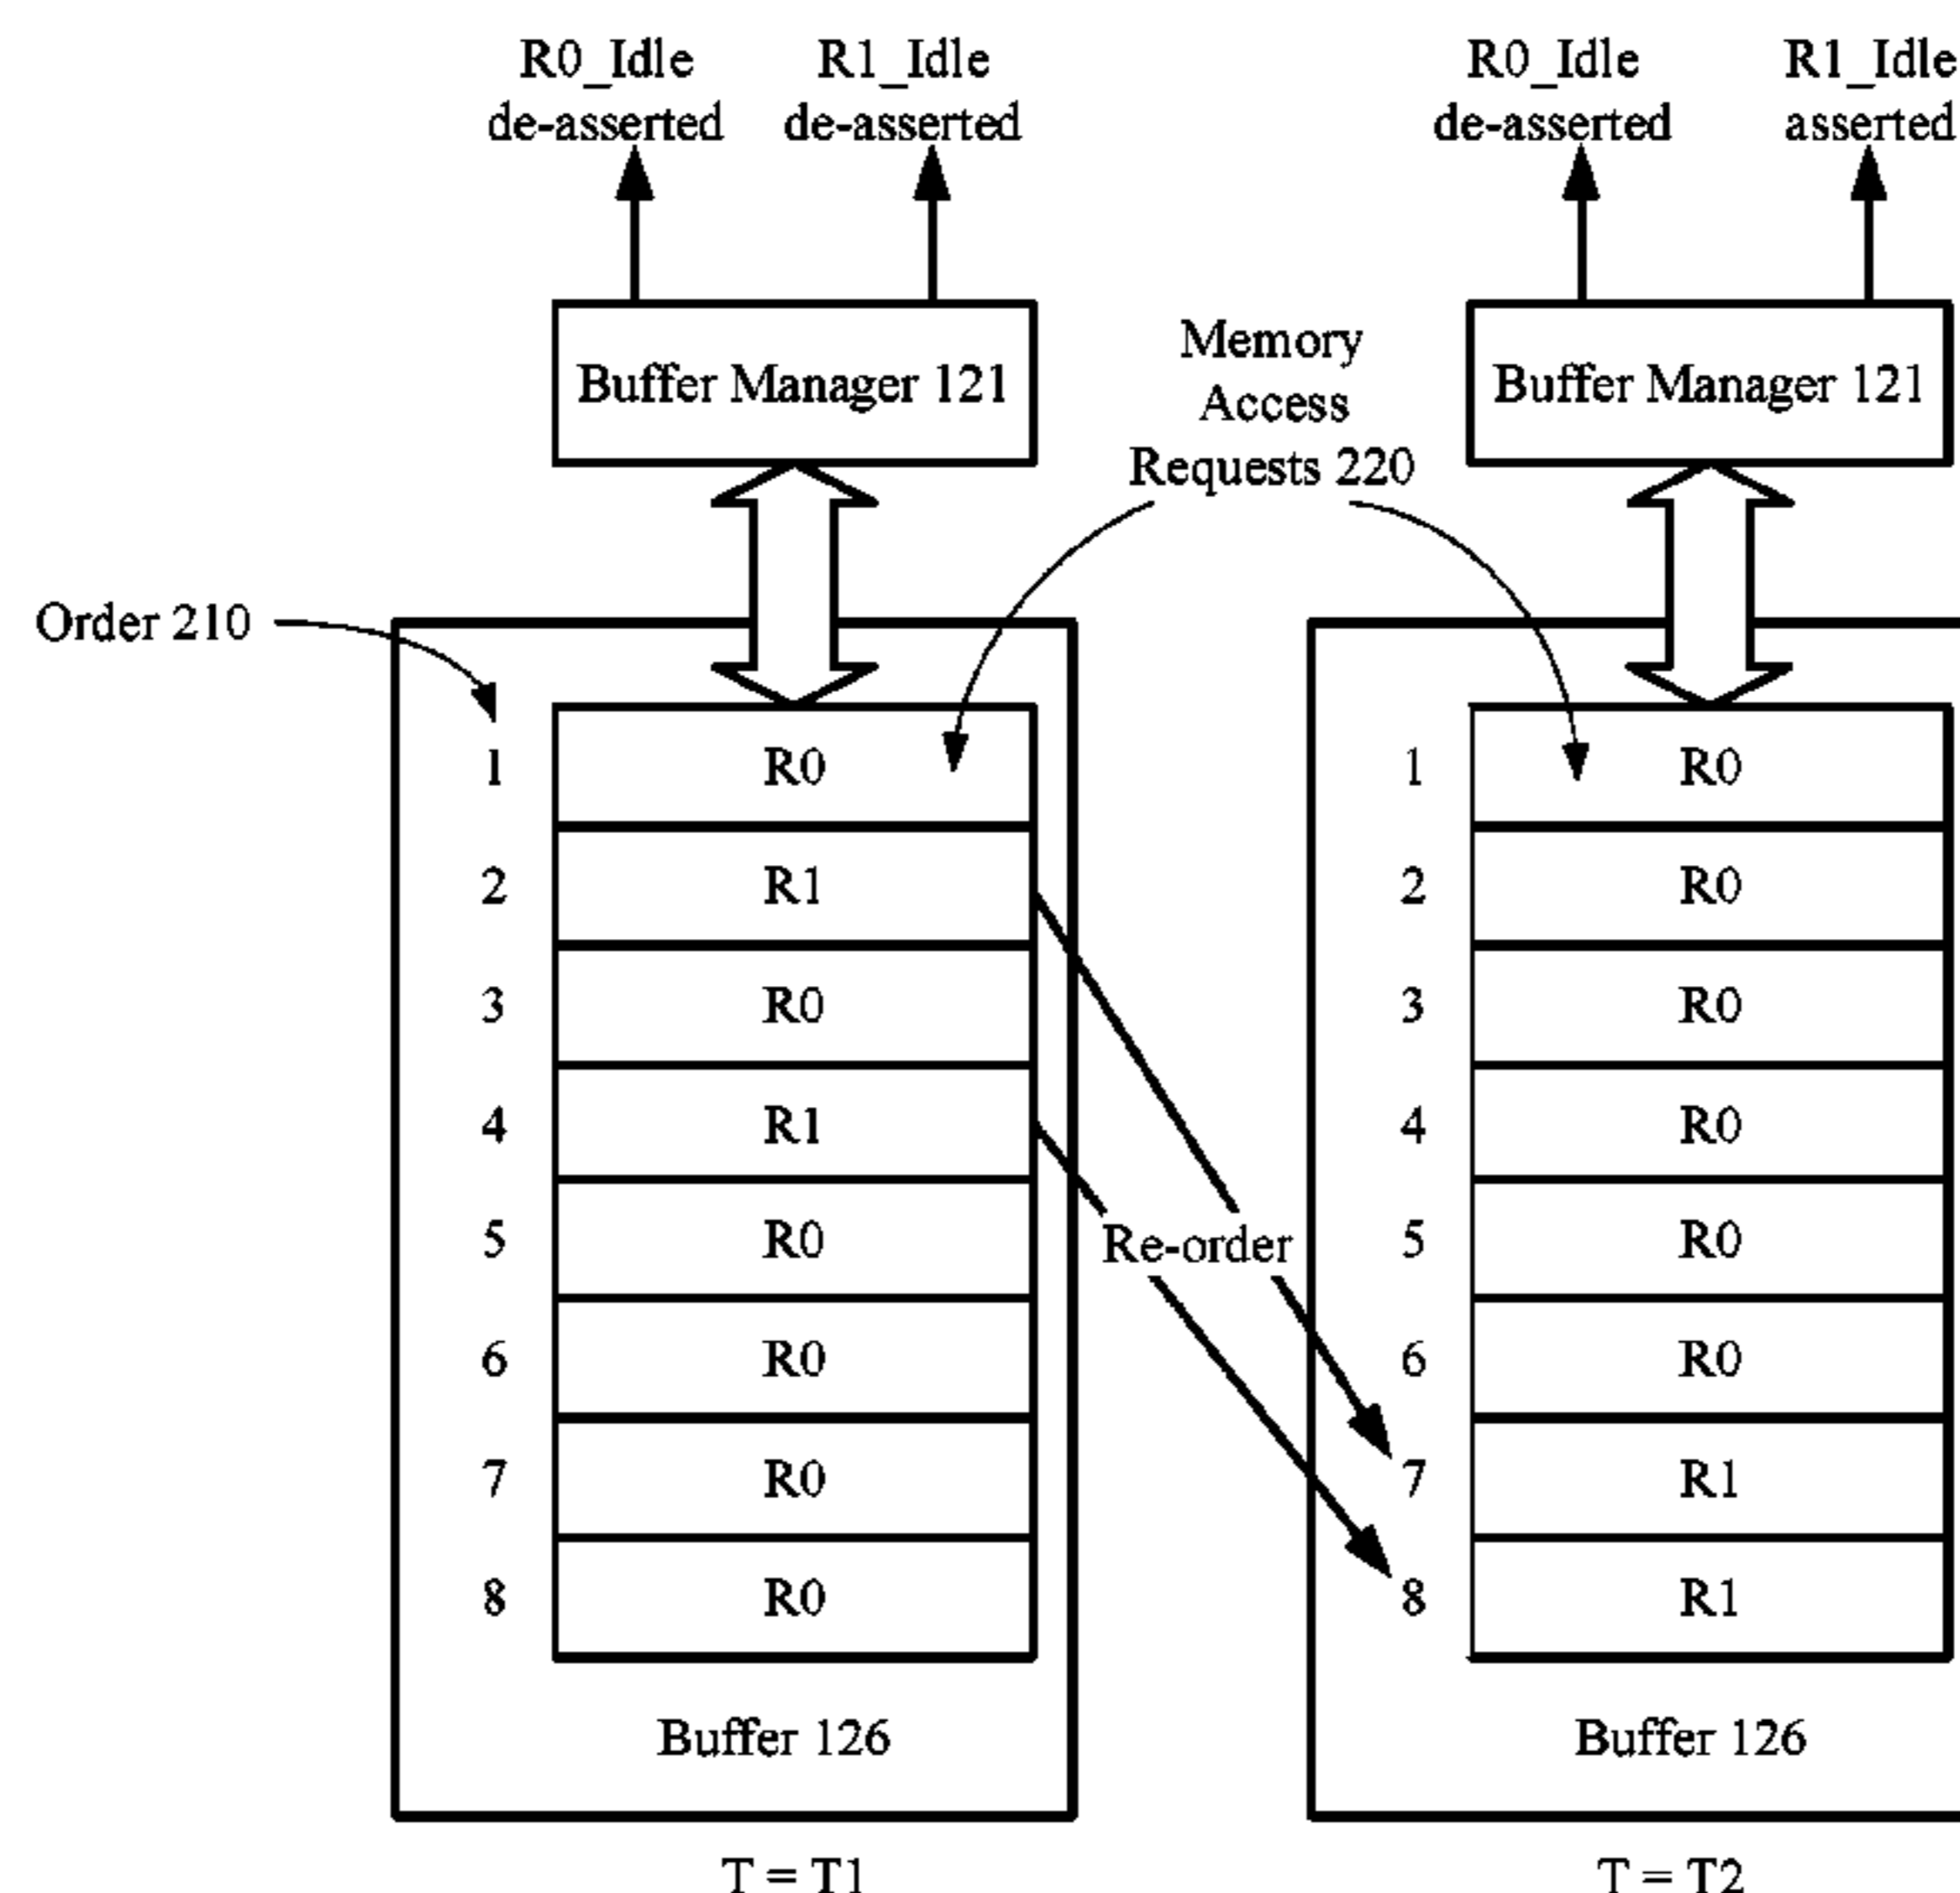 R0_Idle R1_Idle R0_Idle R1_Idle
de-asserted de-asserted de-asserted asserted
Buffer Manager 121
Memory
Access
Requests 220
Buffer Manager 121
Order 210
1 R0 1 R0
2 R1 2 R0
3 R0 3 R0
4 R1 4 R0
5 R0 Re-order 5 R0
6 R0 6 R0
7 R0 7 R1
8 R0 8 R1
Buffer 126 Buffer 126
T = T1 T = T2